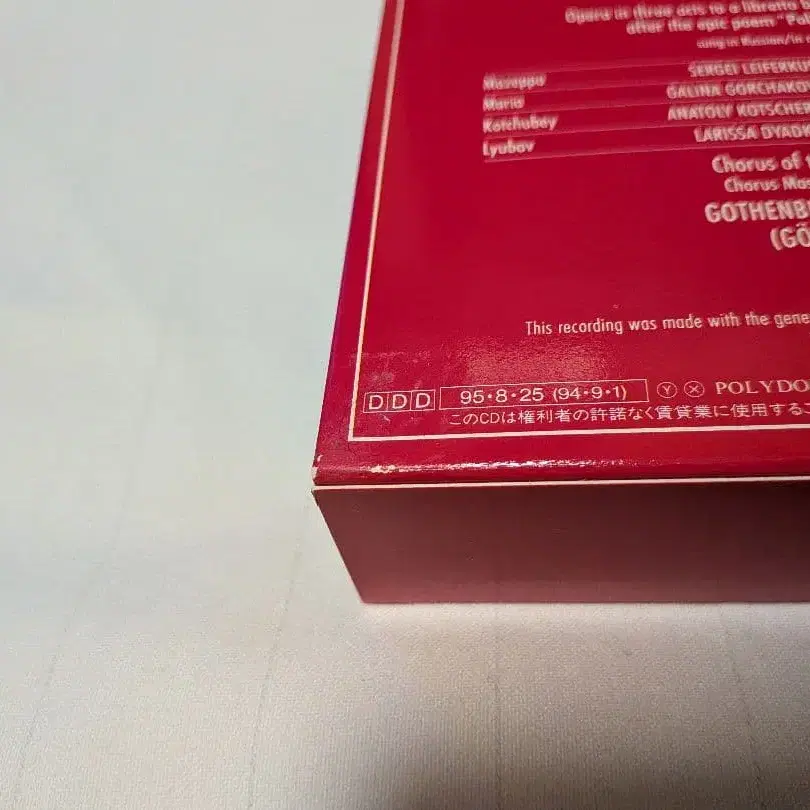 Opera in three acts to a libretto
after the epic poem "Pol
sung in Russian/in
Mazeppa SERGEI LEIFERKU
Maria GALINA GORCHAKO
Kotchubey ANATOLY KOTSCHER
Lyubov LARISSA DYADK
Chorus of
Chorus Mas
GOTHENB
(GÖ
This recording was made with the gene
DDD 95·8·25 (94·9·1) Ⓨ Ⓧ POLYDO
このCDは権利者の許諾なく賃貸業に使用するこ